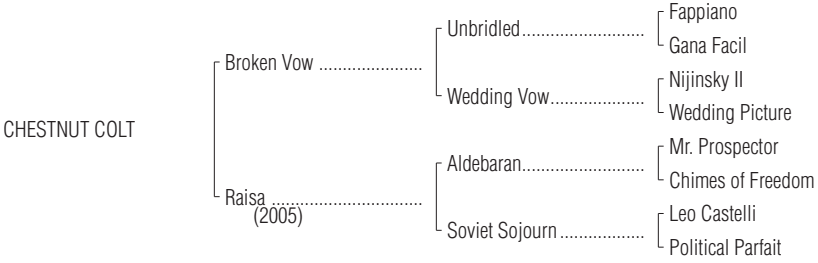 Fappiano
Unbridled
Gana Facil
Broken Vow
Nijinsky II
Wedding Vow
Wedding Picture
CHESTNUT COLT
Mr. Prospector
Aldebaran
Chimes of Freedom
Raisa
(2005)
Leo Castelli
Soviet Sojourn
Political Parfait